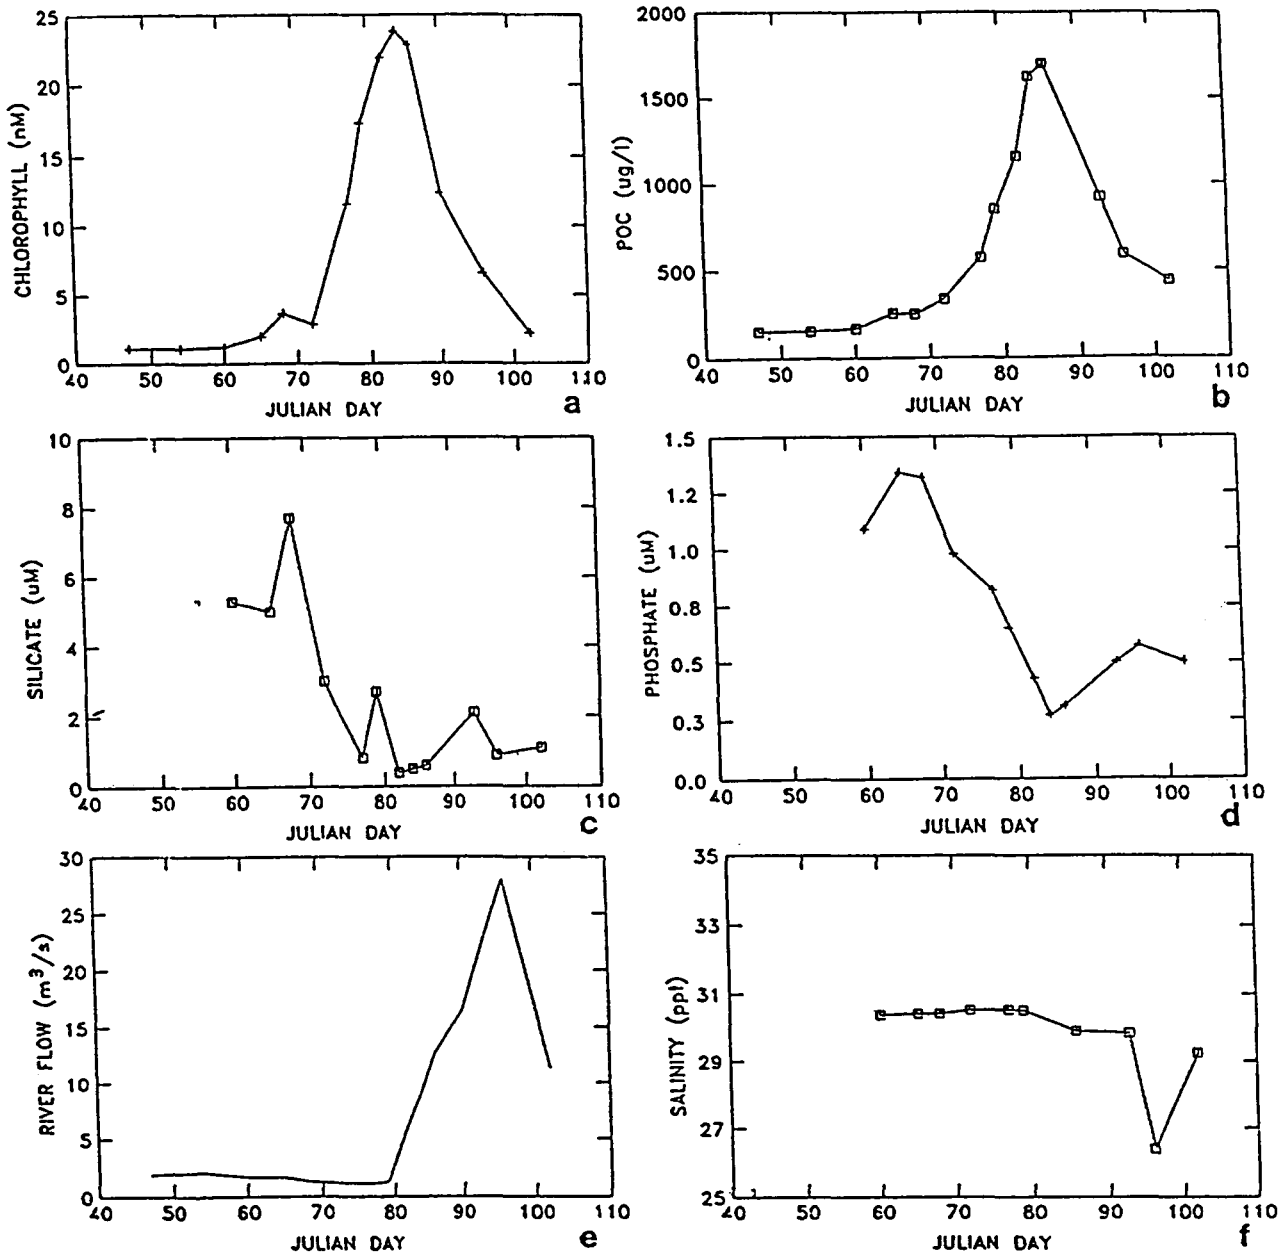 25
20
15
10
5
0
CHLOROPHYLL (nM)
40 50 60 70 80 90 100 110
JULIAN DAY
a
2000
1500
1000
500
0
POC (ug/l)
40 50 60 70 80 90 100 110
JULIAN DAY
b
10
8
6
4
2
0
SILICATE (uM)
40 50 60 70 80 90 100 110
JULIAN DAY
c
1.5
1.2
1.0
0.8
0.5
0.3
0.0
PHOSPHATE (uM)
40 50 60 70 80 90 100 110
JULIAN DAY
d
30
25
20
15
10
5
0
RIVER FLOW (m³/s)
40 50 60 70 80 90 100 110
JULIAN DAY
e
35
33
31
29
27
25
SALINITY (ppt)
40 50 60 70 80 90 100 110
JULIAN DAY
f